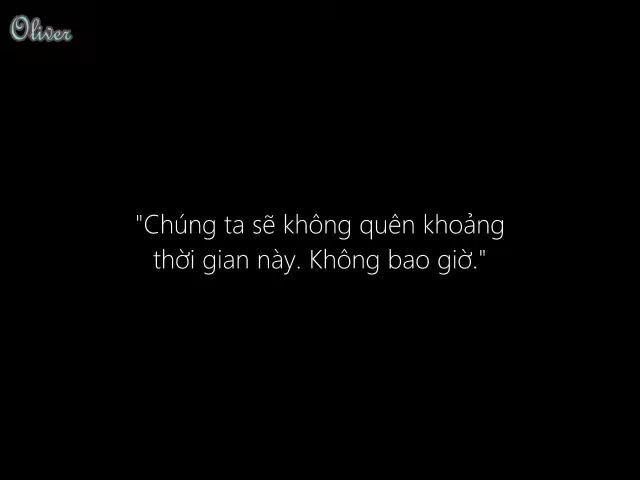 Oliver
"Chúng ta sẽ không quên khoảng
thời gian này. Không bao giờ."